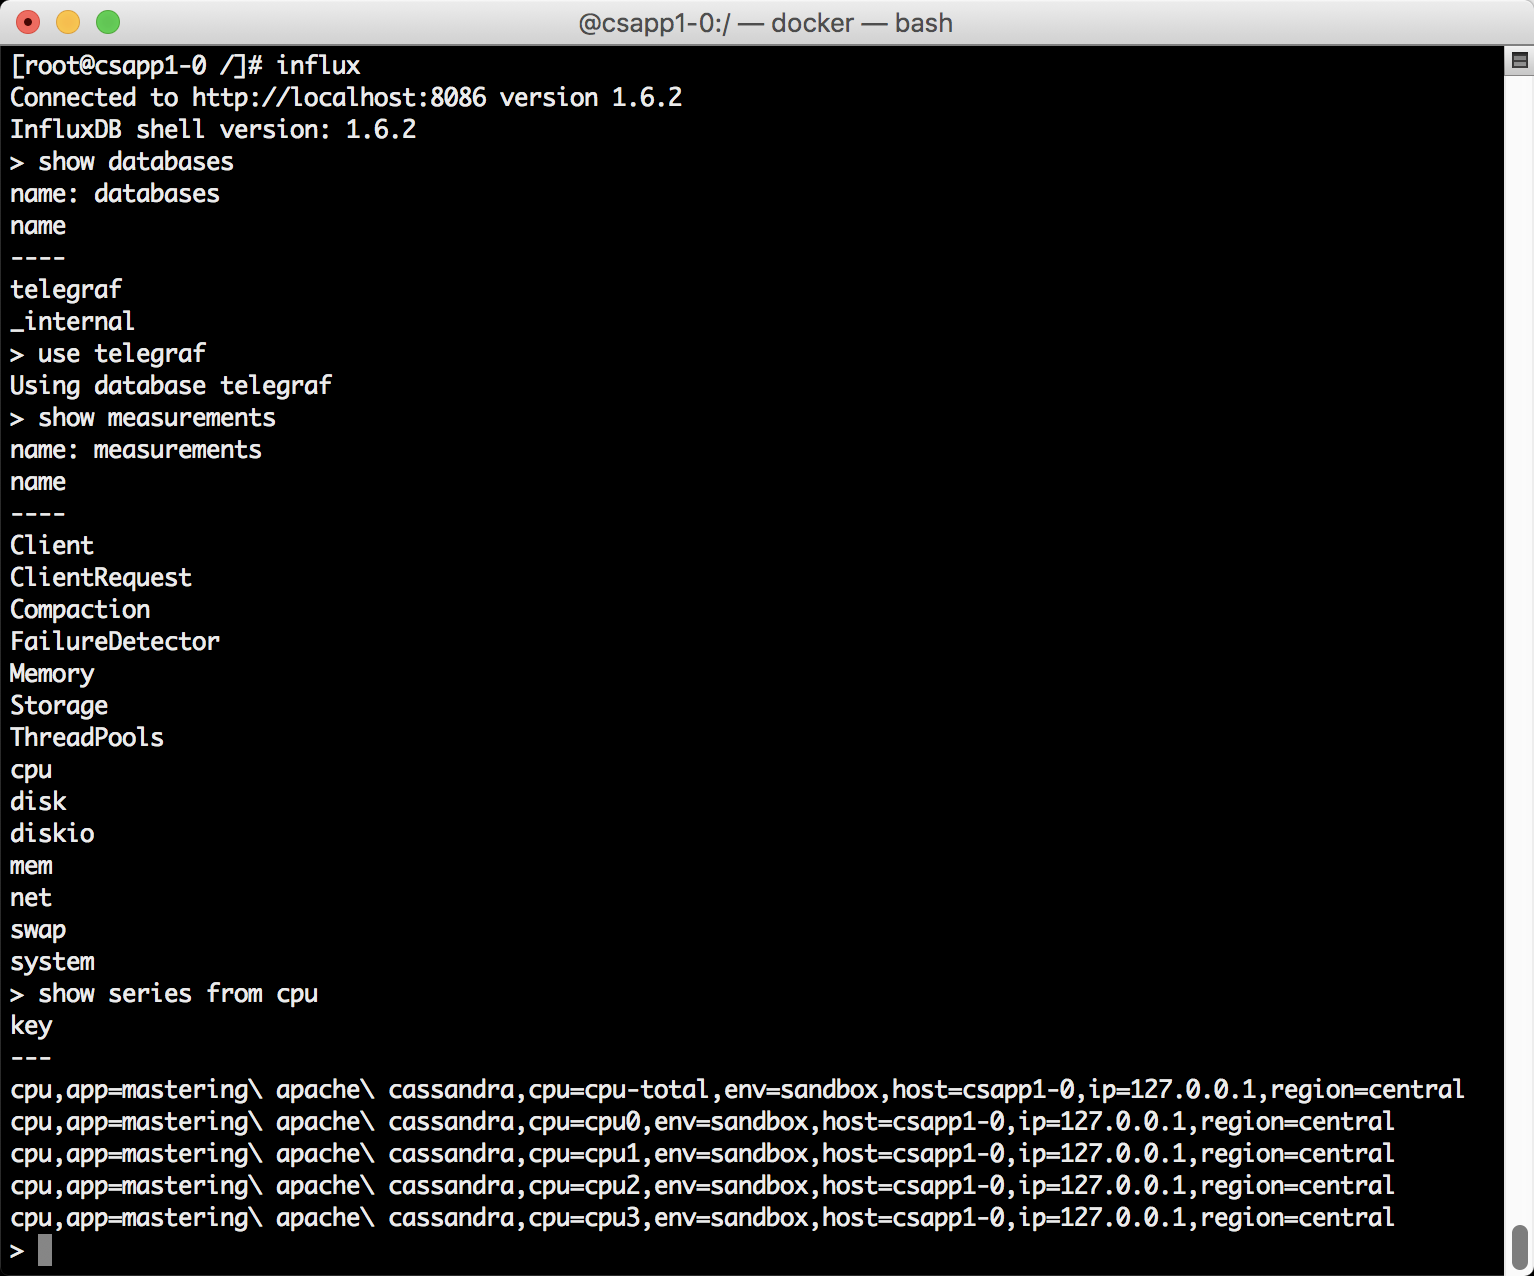 @csapp1-0:/ — docker — bash
[root@csapp1-0 /]# influx
Connected to http://localhost:8086 version 1.6.2
InfluxDB shell version: 1.6.2
> show databases
name: databases
name
----
telegraf
_internal
> use telegraf
Using database telegraf
> show measurements
name: measurements
name
----
Client
ClientRequest
Compaction
FailureDetector
Memory
Storage
ThreadPools
cpu
disk
diskio
mem
net
swap
system
> show series from cpu
key
---
cpu,app=mastering\ apache\ cassandra,cpu=cpu-total,env=sandbox,host=csapp1-0,ip=127.0.0.1,region=central
cpu,app=mastering\ apache\ cassandra,cpu=cpu0,env=sandbox,host=csapp1-0,ip=127.0.0.1,region=central
cpu,app=mastering\ apache\ cassandra,cpu=cpu1,env=sandbox,host=csapp1-0,ip=127.0.0.1,region=central
cpu,app=mastering\ apache\ cassandra,cpu=cpu2,env=sandbox,host=csapp1-0,ip=127.0.0.1,region=central
cpu,app=mastering\ apache\ cassandra,cpu=cpu3,env=sandbox,host=csapp1-0,ip=127.0.0.1,region=central
>